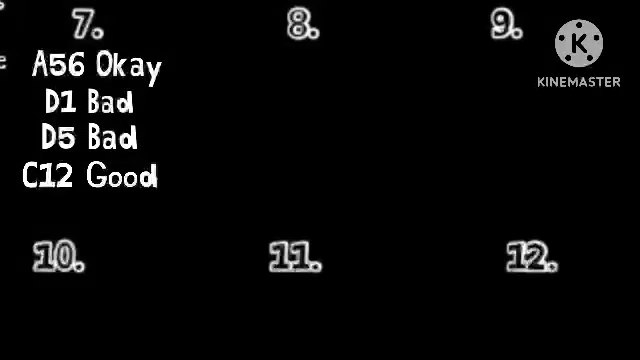 7. 8. 9.
KINEMASTER
A56 Okay
D1 Bad
D5 Bad
C12 Good
10. 11. 12.